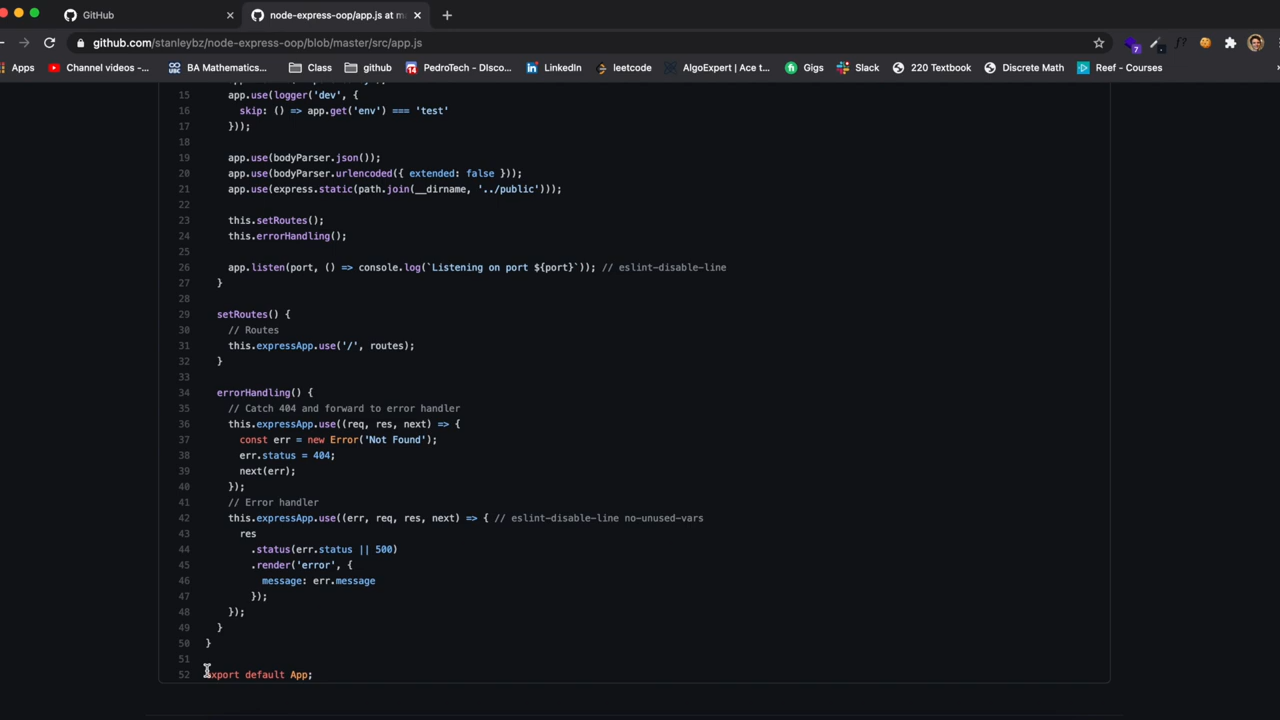 GitHub
node-express-oop/app.js at m
github.com/stanleybz/node-express-oop/blob/master/src/app.js
Apps Channel videos -... BA Mathematics... Class github PedroTech - DIsco... LinkedIn leetcode AlgoExpert | Ace t... Gigs Slack 220 Textbook Discrete Math Reef - Courses
15 app.use(logger('dev', {
16 skip: () => app.get('env') === 'test'
17 }));
18
19 app.use(bodyParser.json());
20 app.use(bodyParser.urlencoded({ extended: false }));
21 app.use(express.static(path.join(__dirname, '../public')));
22
23 this.setRoutes();
24 this.errorHandling();
25
26 app.listen(port, () => console.log(`Listening on port ${port}`)); // eslint-disable-line
27 }
28
29 setRoutes() {
30 // Routes
31 this.expressApp.use('/', routes);
32 }
33
34 errorHandling() {
35 // Catch 404 and forward to error handler
36 this.expressApp.use((req, res, next) => {
37 const err = new Error('Not Found');
38 err.status = 404;
39 next(err);
40 });
41 // Error handler
42 this.expressApp.use((err, req, res, next) => { // eslint-disable-line no-unused-vars
43 res
44 .status(err.status || 500)
45 .render('error', {
46 message: err.message
47 });
48 });
49 }
50 }
51
52 export default App;